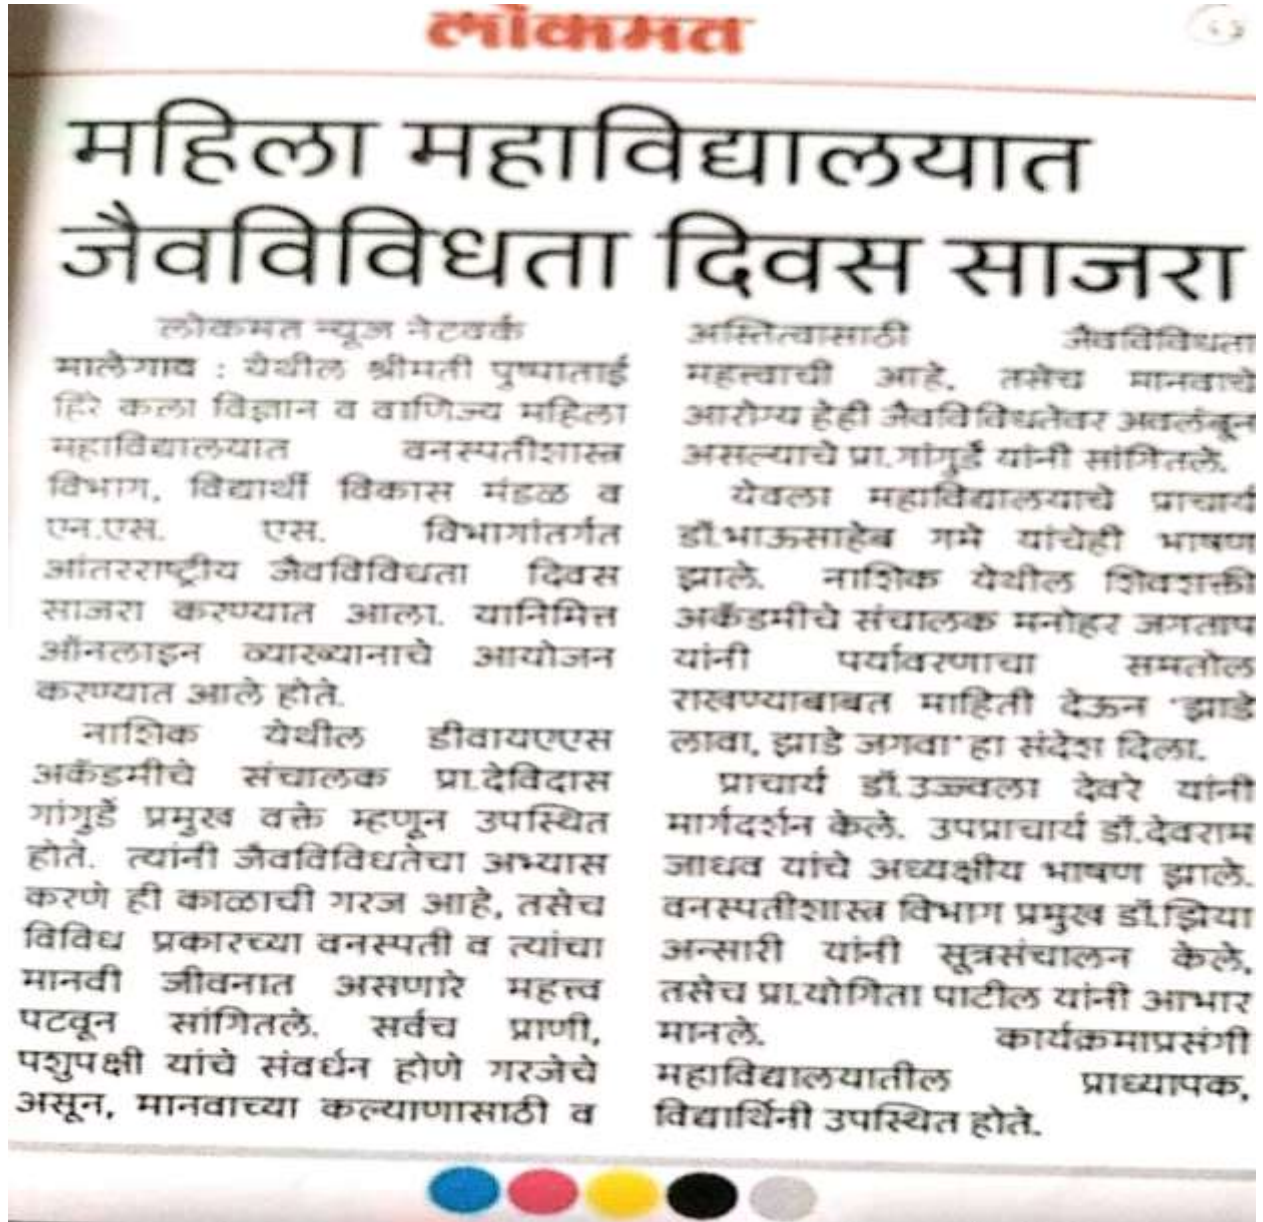 लोकमत
महिला महाविद्यालयात
जैवविविधता दिवस साजरा
लोकमत न्यूज नेटवर्क
मालेगाव : येथील श्रीमती पुष्पाताई
हिरे कला विज्ञान व वाणिज्य महिला
महाविद्यालयात वनस्पतीशास्त्र
विभाग, विद्यार्थी विकास मंडळ व
एन.एस. एस. विभागांतर्गत
आंतरराष्ट्रीय जैवविविधता दिवस
साजरा करण्यात आला. यानिमित्त
ऑनलाइन व्याख्यानाचे आयोजन
करण्यात आले होते.
नाशिक येथील डीवायएएस
अकॅडमीचे संचालक प्रा.देविदास
गांगुर्डे प्रमुख वक्ते म्हणून उपस्थित
होते. त्यांनी जैवविविधतेचा अभ्यास
करणे ही काळाची गरज आहे, तसेच
विविध प्रकारच्या वनस्पती व त्यांचा
मानवी जीवनात असणारे महत्त्व
पटवून सांगितले. सर्वच प्राणी,
पशुपक्षी यांचे संवर्धन होणे गरजेचे
असून, मानवाच्या कल्याणासाठी व
अस्तित्वासाठी जैवविविधता
महत्त्वाची आहे. तसेच मानवाचे
आरोग्य हेही जैवविविधतेवर अवलंबून
असल्याचे प्रा.गांगुर्डे यांनी सांगितले.
येवला महाविद्यालयाचे प्राचार्य
डॉ.भाऊसाहेब गमे यांचेही भाषण
झाले. नाशिक येथील शिवशक्ती
अकॅडमीचे संचालक मनोहर जगताप
यांनी पर्यावरणाचा समतोल
राखण्याबाबत माहिती देऊन 'झाडे
लावा, झाडे जगवा' हा संदेश दिला.
प्राचार्य डॉ.उज्ज्वला देवरे यांनी
मार्गदर्शन केले. उपप्राचार्य डॉ.देवराम
जाधव यांचे अध्यक्षीय भाषण झाले.
वनस्पतीशास्त्र विभाग प्रमुख डॉ.झिया
अन्सारी यांनी सूत्रसंचालन केले,
तसेच प्रा.योगिता पाटील यांनी आभार
मानले. कार्यक्रमाप्रसंगी
महाविद्यालयातील प्राध्यापक,
विद्यार्थिनी उपस्थित होते.